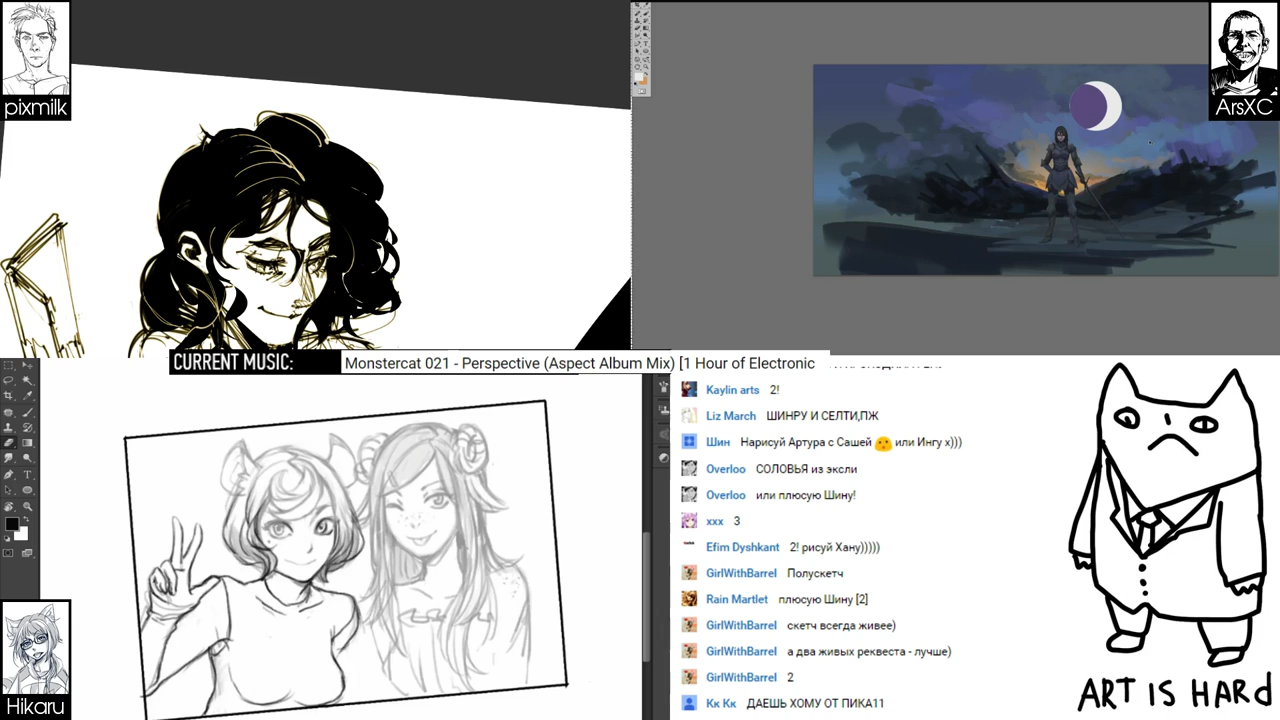 pixmilk
ArsXC
CURRENT MUSIC:
Monstercat 021 - Perspective (Aspect Album Mix) [1 Hour of Electronic
Kaylin arts 2!
Liz March ШИНРУ И СЕЛТИ,ПЖ
Шин Нарисуй Артура с Сашей 😗 или Ингу х)))
Overloo СОЛОВЬЯ из эксли
Overloo или плюсую Шину!
xxx 3
Efim Dyshkant 2! рисуй Хану)))))
GirlWithBarrel Полускетч
Rain Martlet плюсую Шину [2]
GirlWithBarrel скетч всегда живее)
GirlWithBarrel а два живых реквеста - лучше)
GirlWithBarrel 2
Кк Кк ДАЕШЬ ХОМУ ОТ ПИКА11
Hikaru
ART IS HARd